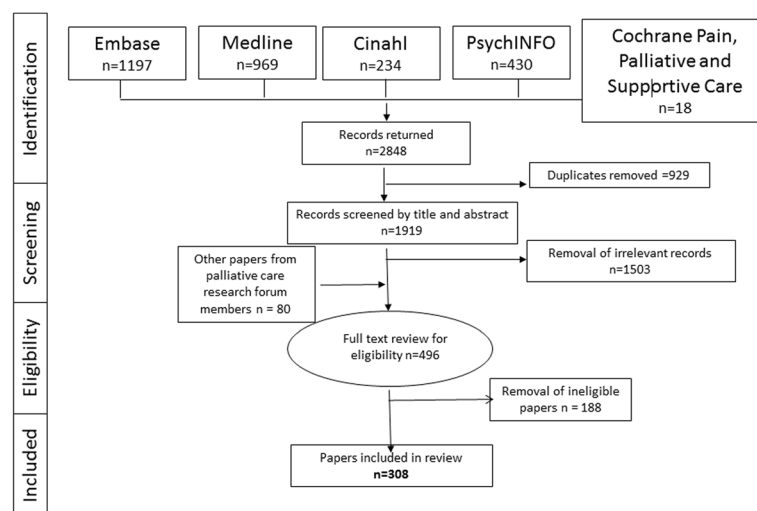 Identification
Embase
n=1197
Medline
n=969
Cinahl
n=234
PsychINFO
n=430
Cochrane Pain,
Palliative and
Supportive Care
n=18
Records returned
n=2848
Duplicates removed =929
Screening
Records screened by title and abstract
n=1919
Other papers from
palliative care
research forum
members n = 80
Removal of irrelevant records
n=1503
Eligibility
Full text review for
eligibility n=496
Removal of ineligible
papers n = 188
Included
Papers included in review
n=308